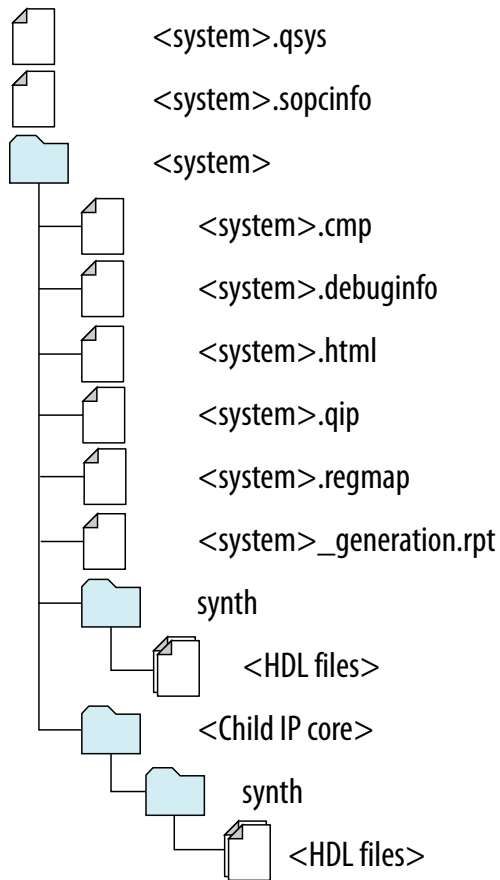 <system>.qsys
<system>.sopcinfo
<system>
<system>.cmp
<system>.debuginfo
<system>.html
<system>.qip
<system>.regmap
<system>_generation.rpt
synth
<HDL files>
<Child IP core>
synth
<HDL files>